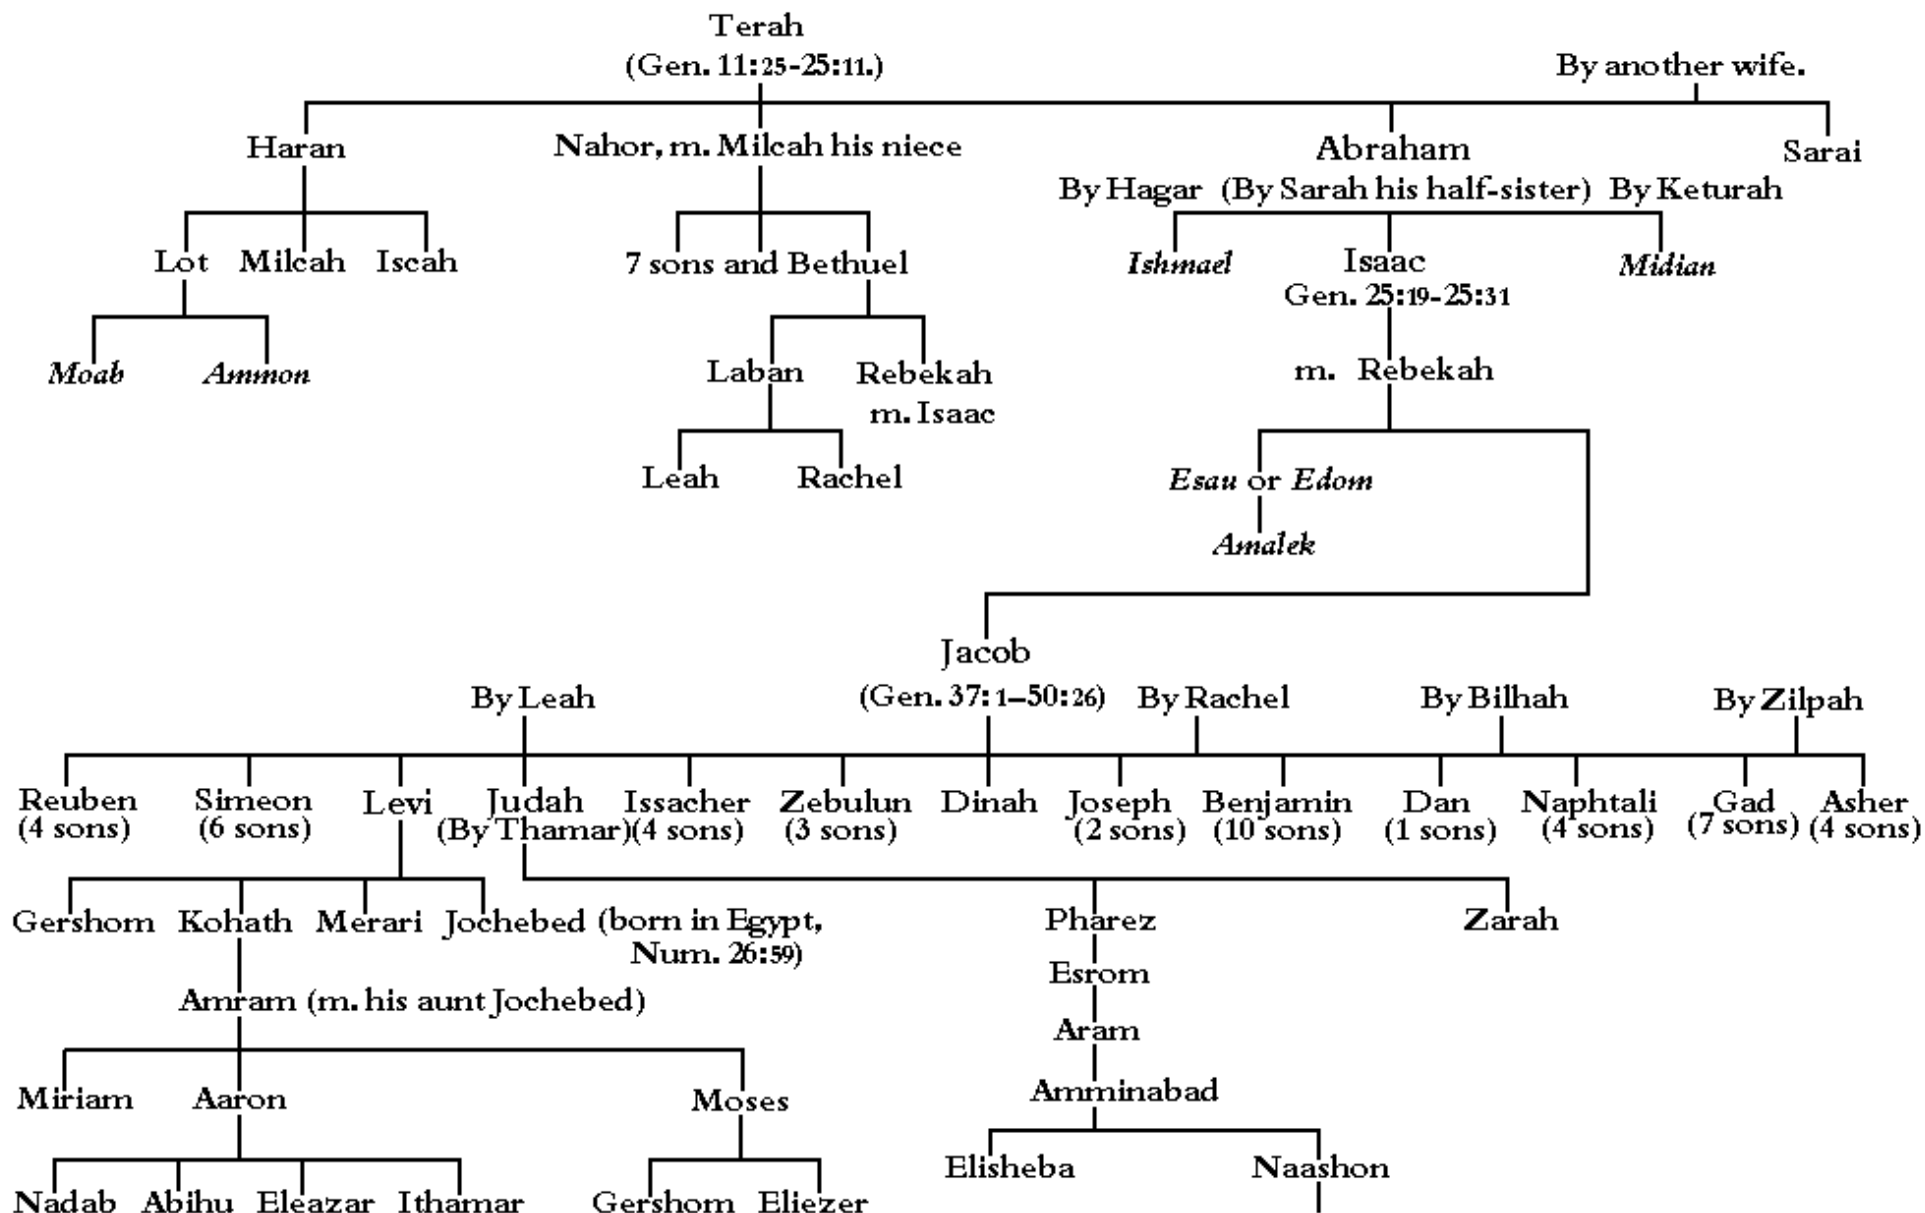 Terah
(Gen. 11:25-25:11.)
By another wife.
Haran
Nahor, m. Milcah his niece
Abraham
Sarai
By Hagar (By Sarah his half-sister) By Keturah
Lot Milcah Iscah
7 sons and Bethuel
Ishmael
Isaac
Midian
Gen. 25:19-25:31
Moab
Ammon
Laban
Rebekah
m. Isaac
m. Rebekah
Leah
Rachel
Esau or Edom
Amalek
Jacob
By Leah
(Gen. 37:1–50:26)
By Rachel
By Bilhah
By Zilpah
Reuben
(4 sons)
Simeon
(6 sons)
Levi
Judah
(By Thamar)
Issacher
(4 sons)
Zebulun
(3 sons)
Dinah
Joseph
(2 sons)
Benjamin
(10 sons)
Dan
(1 sons)
Naphtali
(4 sons)
Gad
(7 sons)
Asher
(4 sons)
Gershom Kohath Merari Jochebed (born in Egypt,
Num. 26:59)
Pharez
Zarah
Esrom
Amram (m. his aunt Jochebed)
Aram
Amminabad
Miriam
Aaron
Moses
Elisheba
Naashon
Nadab Abihu Eleazar Ithamar
Gershom Eliezer